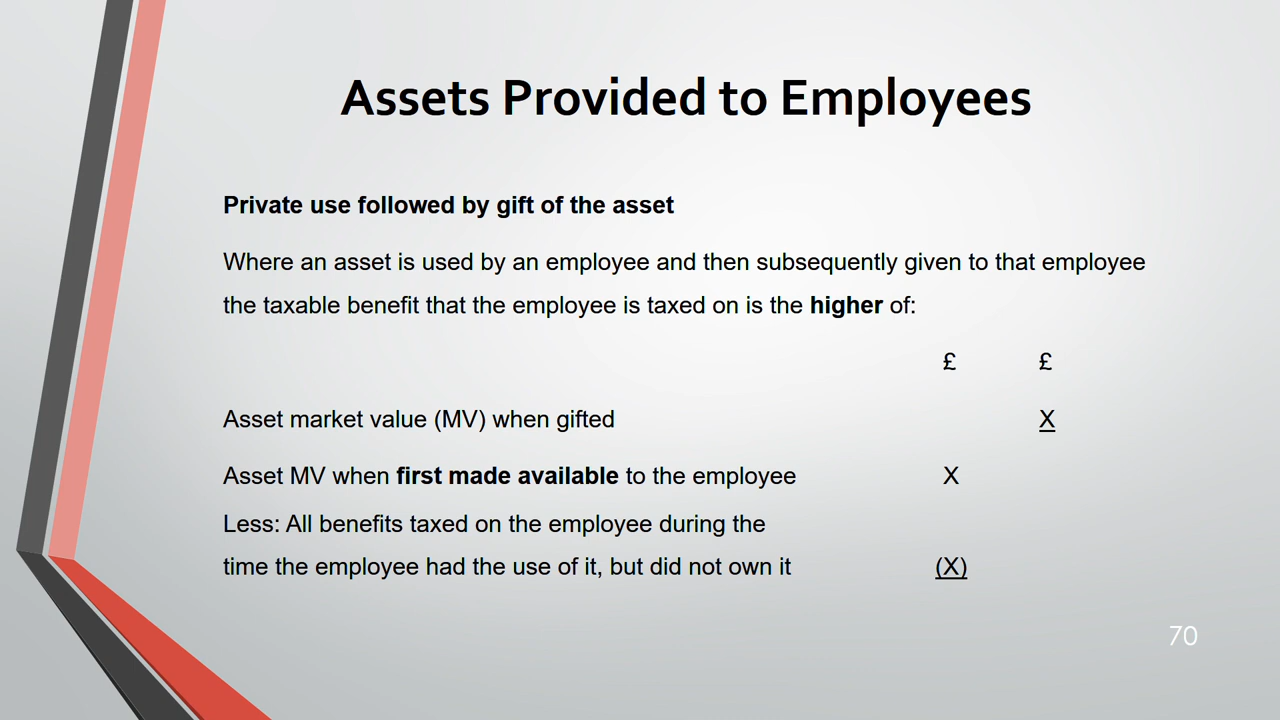 Assets Provided to Employees
Private use followed by gift of the asset
Where an asset is used by an employee and then subsequently given to that employee
the taxable benefit that the employee is taxed on is the higher of:
£ £
Asset market value (MV) when gifted X
Asset MV when first made available to the employee X
Less: All benefits taxed on the employee during the
time the employee had the use of it, but did not own it (X)
70